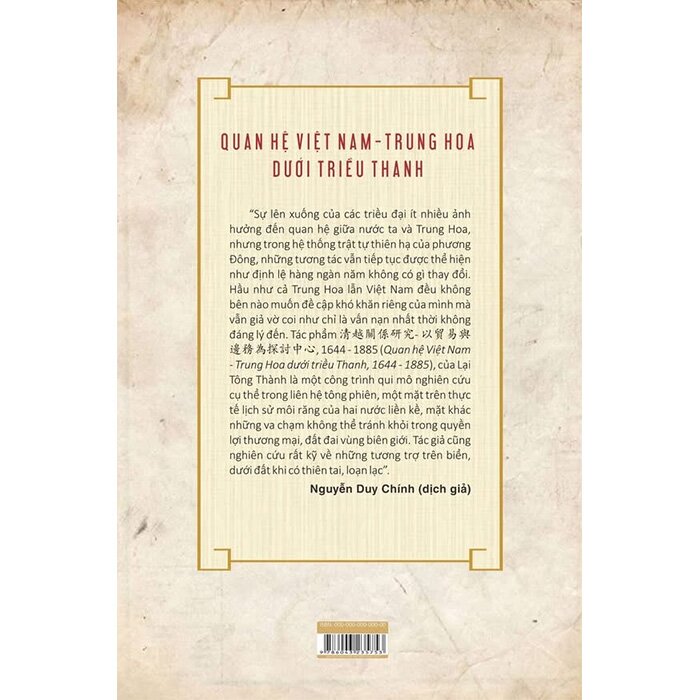 QUAN HỆ VIỆT NAM-TRUNG HOA
DƯỚI TRIỀU THANH
"Sự lên xuống của các triều đại ít nhiều ảnh
hưởng đến quan hệ giữa nước ta và Trung Hoa,
nhưng trong hệ thống trật tự thiên hạ của phương
Đông, những tương tác vẫn tiếp tục được thể hiện
như định lệ hàng ngàn năm không có gì thay đổi.
Hầu như cả Trung Hoa lẫn Việt Nam đều không
bên nào muốn đề cập khó khăn riêng của mình mà
vẫn giả vờ coi như chỉ là vấn nạn nhất thời không
đáng lý đến. Tác phẩm 清越關係研究- 以貿易與
邊務為探討中心, 1644 - 1885 (Quan hệ Việt Nam
- Trung Hoa dưới triều Thanh, 1644 - 1885), của Lại
Tông Thành là một công trình qui mô nghiên cứu
cụ thể trong liên hệ tông phiên, một mặt trên thực
tế lịch sử môi răng của hai nước liền kề, mặt khác
những va chạm không thể tránh khỏi trong quyền
lợi thương mại, đất đai vùng biên giới. Tác giả cũng
nghiên cứu rất kỹ về những tương trợ trên biển,
dưới đất khi có thiên tai, loạn lạc".
Nguyễn Duy Chính (dịch giả)
ISBN: 000-000-000-000-00
9786043235753